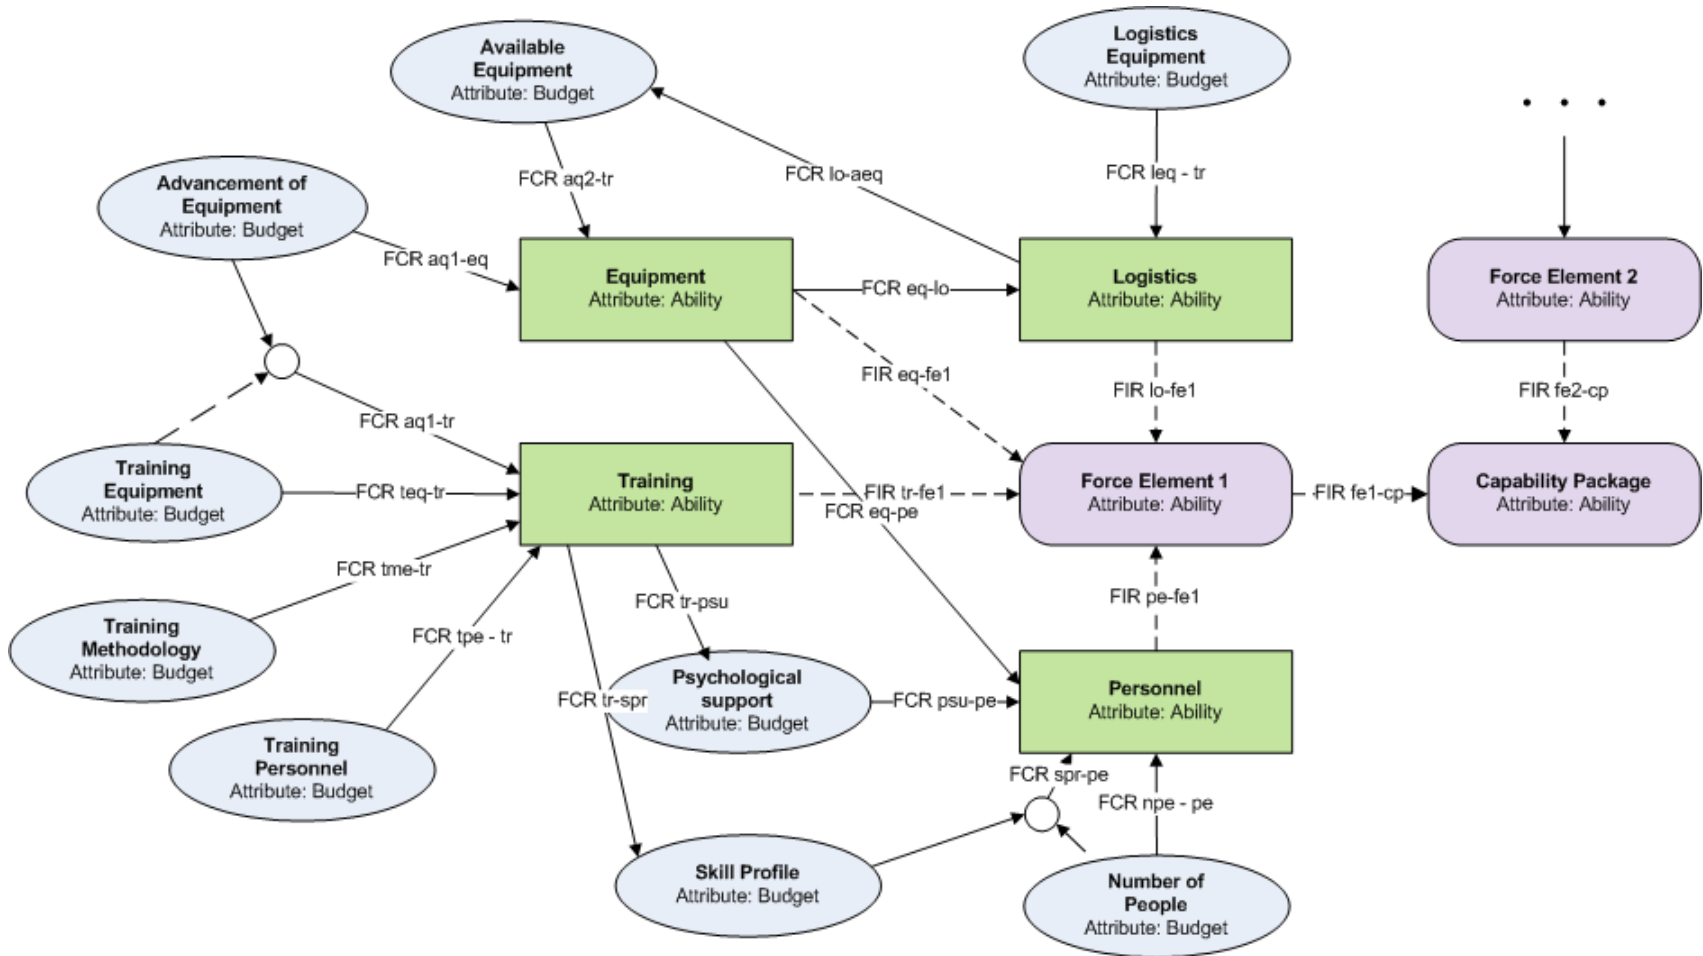 Available
Equipment
Attribute: Budget
Logistics
Equipment
Attribute: Budget
. . .
FCR aq2-tr
FCR lo-aeq
FCR leq - tr
Advancement of
Equipment
Attribute: Budget
FCR aq1-eq
Equipment
Attribute: Ability
FCR eq-lo
Logistics
Attribute: Ability
Force Element 2
Attribute: Ability
FIR eq-fe1
FIR lo-fe1
FIR fe2-cp
FCR aq1-tr
Training
Equipment
Attribute: Budget
FCR teq-tr
Training
Attribute: Ability
FIR tr-fe1
FCR eq-pe
Force Element 1
Attribute: Ability
FIR fe1-cp
Capability Package
Attribute: Ability
FCR tme-tr
FCR tr-psu
FIR pe-fe1
Training
Methodology
Attribute: Budget
FCR tpe - tr
FCR tr-spr
Psychological
support
Attribute: Budget
FCR psu-pe
Personnel
Attribute: Ability
Training
Personnel
Attribute: Budget
FCR spr-pe
FCR npe - pe
Skill Profile
Attribute: Budget
Number of
People
Attribute: Budget